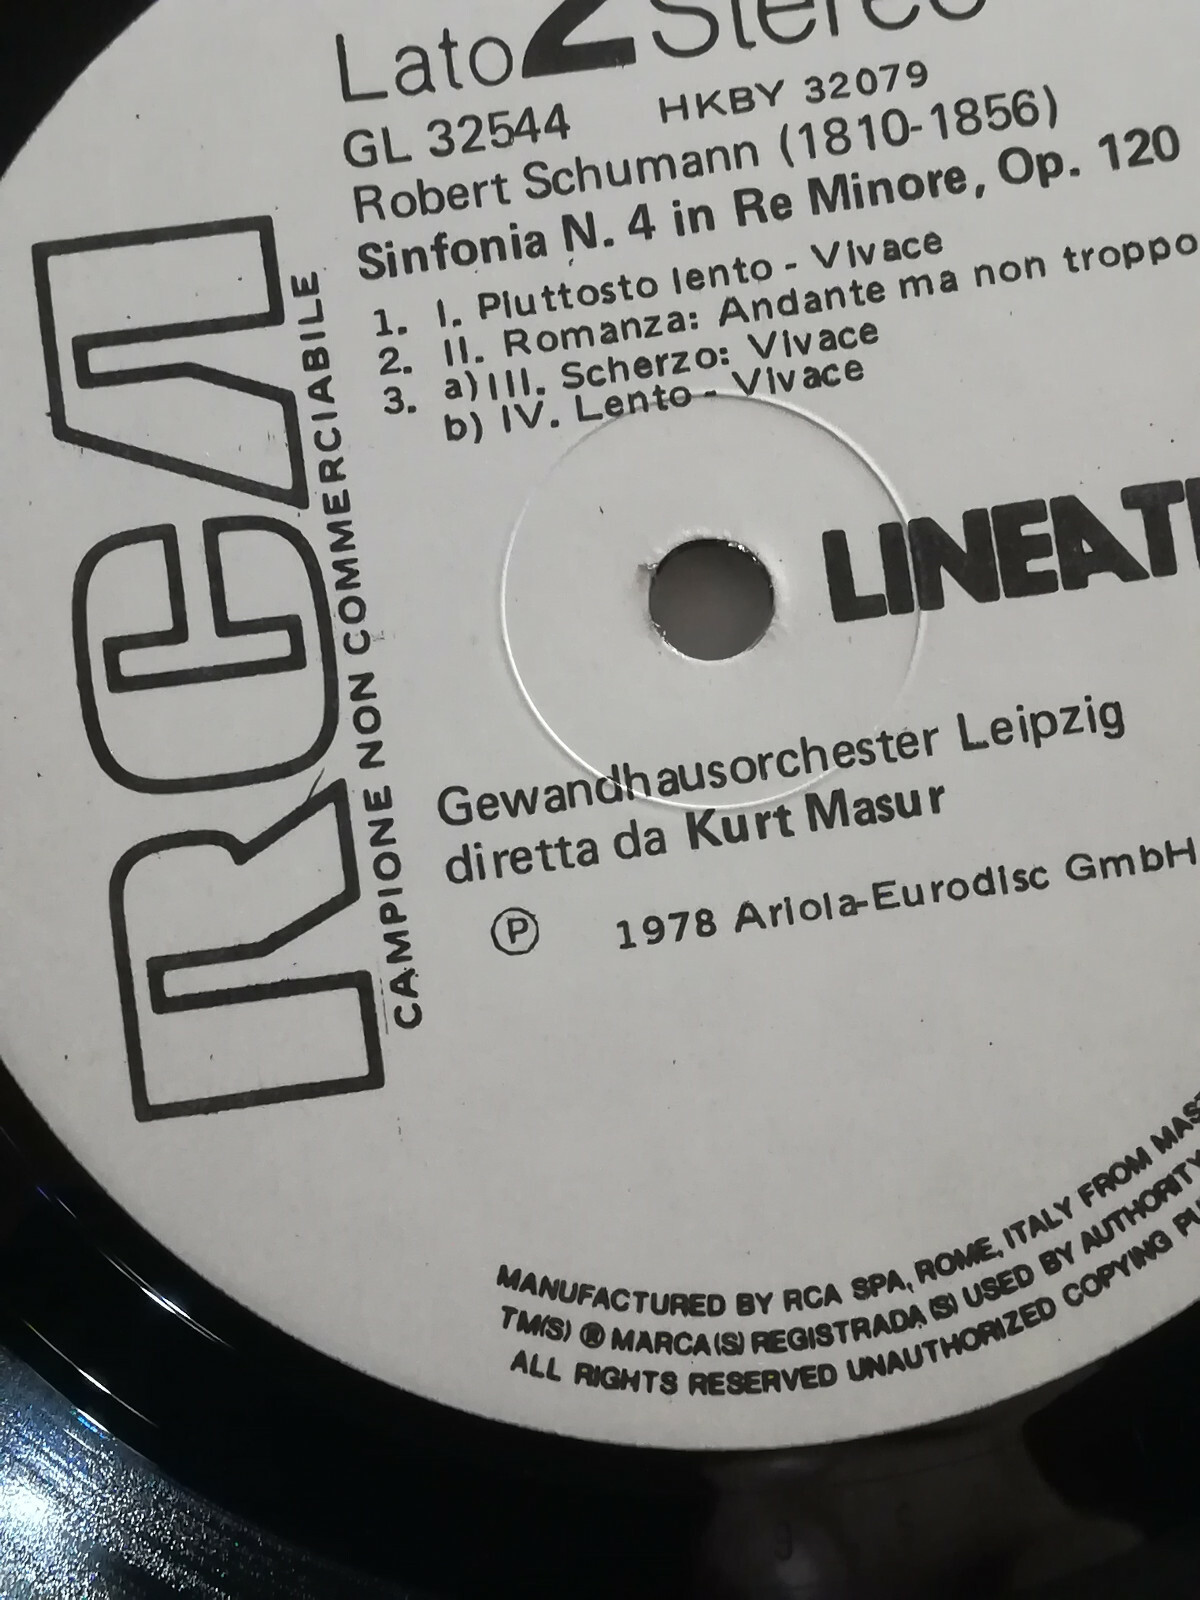 Lato 2 Stereo
GL 32544 HKBY 32079
Robert Schumann (1810-1856)
Sinfonia N. 4 in Re Minore, Op. 120
1. I. Piuttosto lento - Vivace
2. II. Romanza: Andante ma non troppo
3. a) III. Scherzo: Vivace
b) IV. Lento - Vivace
RCA
CAMPIONE NON COMMERCIABILE
Gewandhausorchester Leipzig
diretta da Kurt Masur
Ⓟ 1978 Ariola-Eurodisc GmbH
MANUFACTURED BY RCA SPA, ROME, ITALY FROM
TM(S) ® MARCA(S) REGISTRADA(S) USED BY AUTHORITY
ALL RIGHTS RESERVED UNAUTHORIZED COPYING